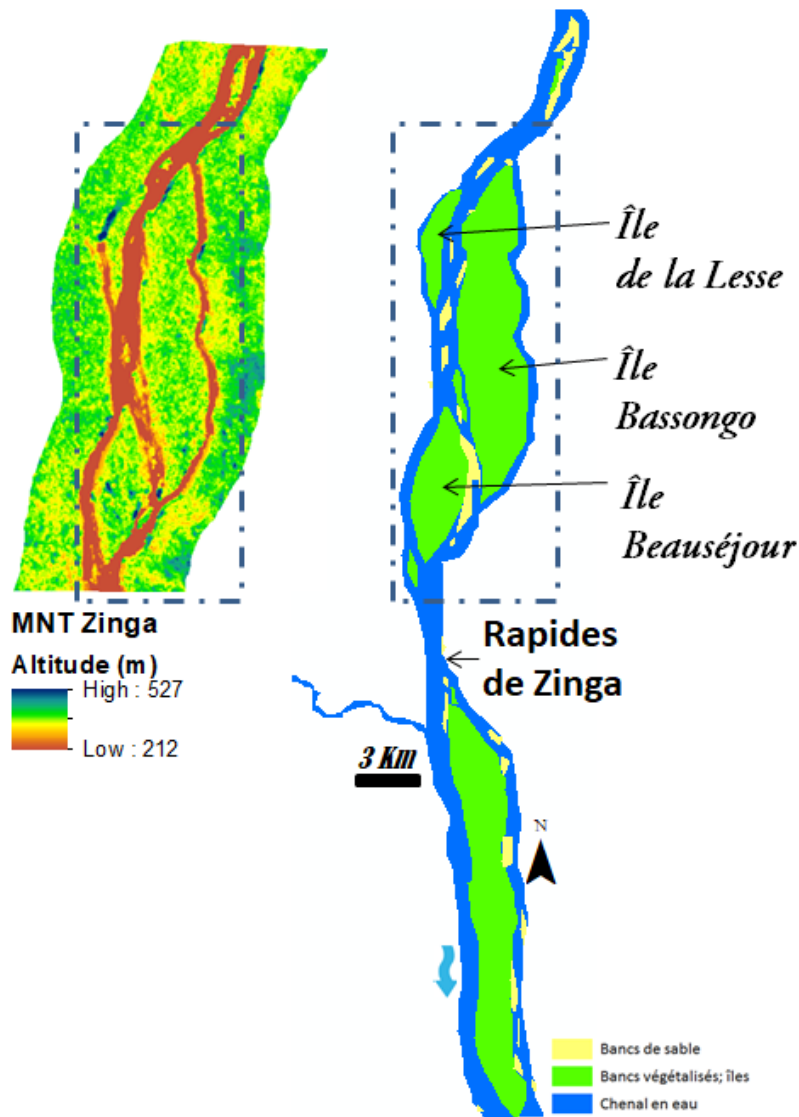 Île
de la Lesse
Île
Bassongo
Île
Beauséjour
MNT Zinga
Altitude (m)
High : 527
Low : 212
Rapides
de Zinga
3 Km
N
Bancs de sable
Bancs végétalisés; îles
Chenal en eau